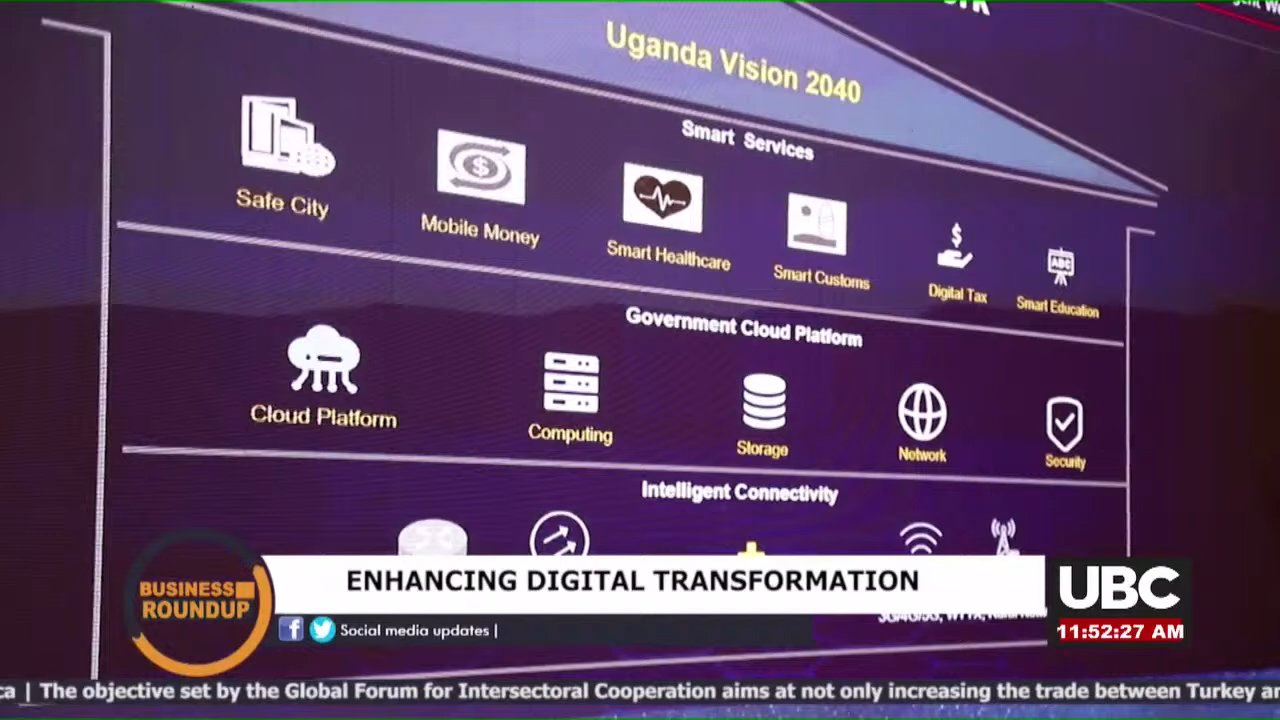 Uganda Vision 2040
Smart Services
Safe City
Mobile Money
Smart Healthcare
Smart Customs
Digital Tax
ABC
Smart Education
Government Cloud Platform
Cloud Platform
Computing
Storage
Network
Security
Intelligent Connectivity
ENHANCING DIGITAL TRANSFORMATION
BUSINESS
ROUNDUP
Social media updates |
UBC
11:52:27 AM
ca | The objective set by the Global Forum for Intersectoral Cooperation aims at not only increasing the trade between Turkey an